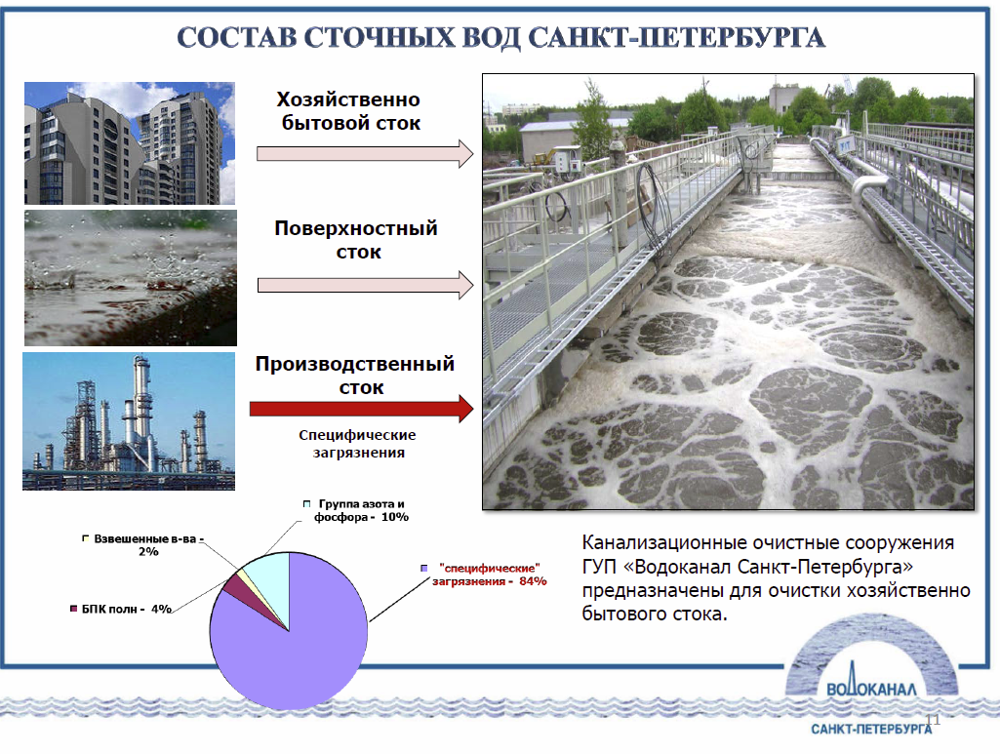 СОСТАВ СТОЧНЫХ ВОД САНКТ-ПЕТЕРБУРГА
Хозяйственно
бытовой сток
Поверхностный
сток
Производственный
сток
Специфические
загрязнения
Группа азота и
фосфора - 10%
Взвешенные в-ва -
2%
"специфические"
загрязнения - 84%
БПК полн - 4%
Канализационные очистные сооружения
ГУП «Водоканал Санкт-Петербурга»
предназначены для очистки хозяйственно
бытового стока.
ВОДОКАНАЛ
САНКТ-ПЕТЕРБУРГА
11